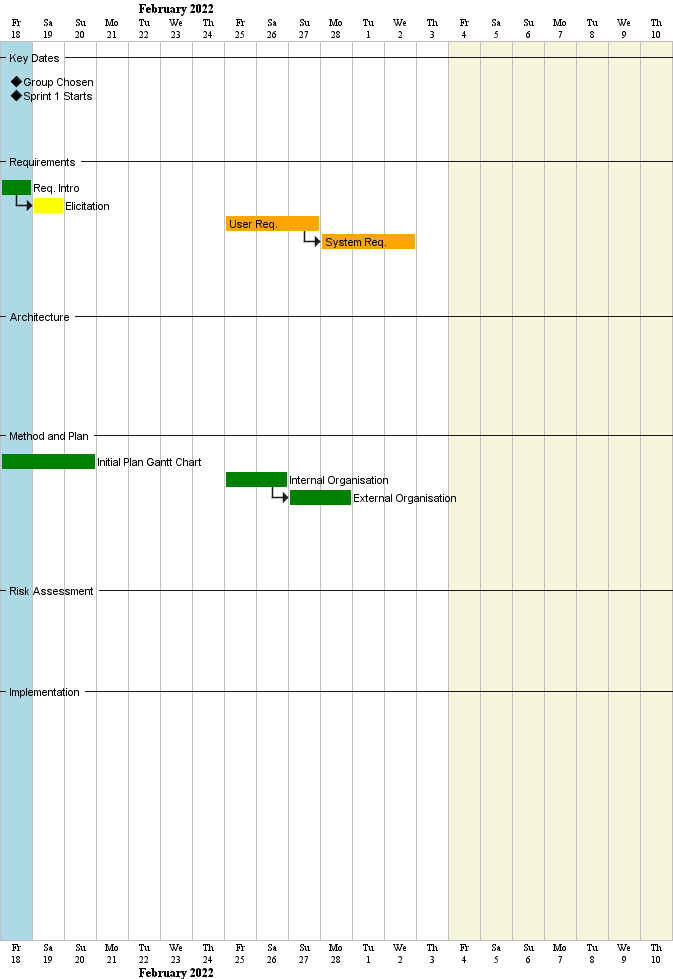 February 2022
Fr Sa Su Mo Tu We Th Fr Sa Su Mo Tu We Th Fr Sa Su Mo Tu We Th
18 19 20 21 22 23 24 25 26 27 28 1 2 3 4 5 6 7 8 9 10
Key Dates
Group Chosen
Sprint 1 Starts
Requirements
Req. Intro
Elicitation
User Req.
System Req.
Architecture
Method and Plan
Initial Plan Gantt Chart
Internal Organisation
External Organisation
Risk Assessment
Implementation
Fr Sa Su Mo Tu We Th Fr Sa Su Mo Tu We Th Fr Sa Su Mo Tu We Th
18 19 20 21 22 23 24 25 26 27 28 1 2 3 4 5 6 7 8 9 10
February 2022